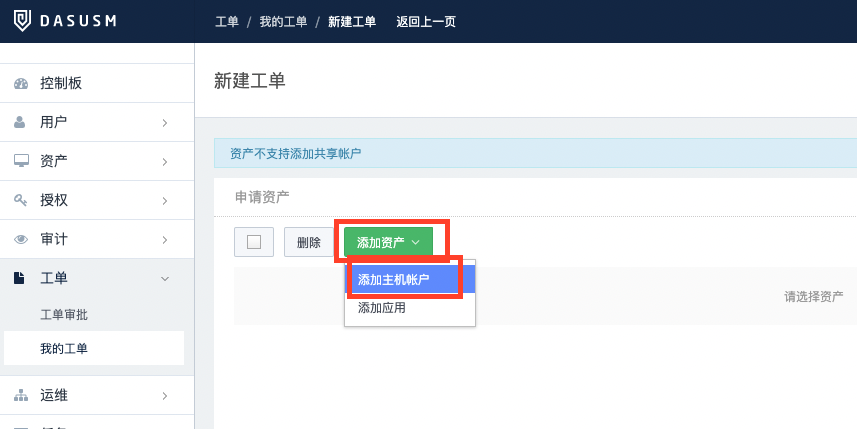 DASUSM
工单 / 我的工单 / 新建工单 返回上一页
控制板
用户
资产
授权
审计
工单
工单审批
我的工单
运维
新建工单
资产不支持添加共享帐户
申请资产
删除 添加资产
添加主机帐户
添加应用
请选择资产